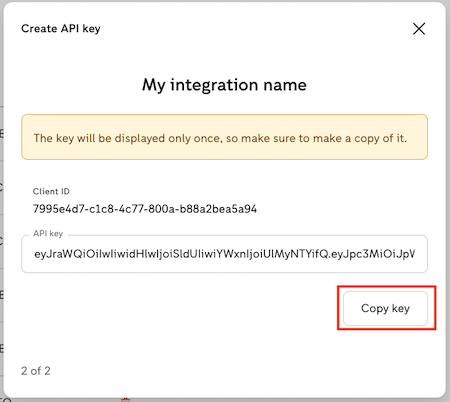 Create API key
My integration name
The key will be displayed only once, so make sure to make a copy of it.
Client ID
7995e4d7-c1c8-4c77-800a-b88a2bea5a94
API key
eyJraWQiOiIwIiwidHlwIjoiSldUIiwiYWxnIjoiUlMyNTYifQ.eyJpc3MiOiJpW
Copy key
2 of 2